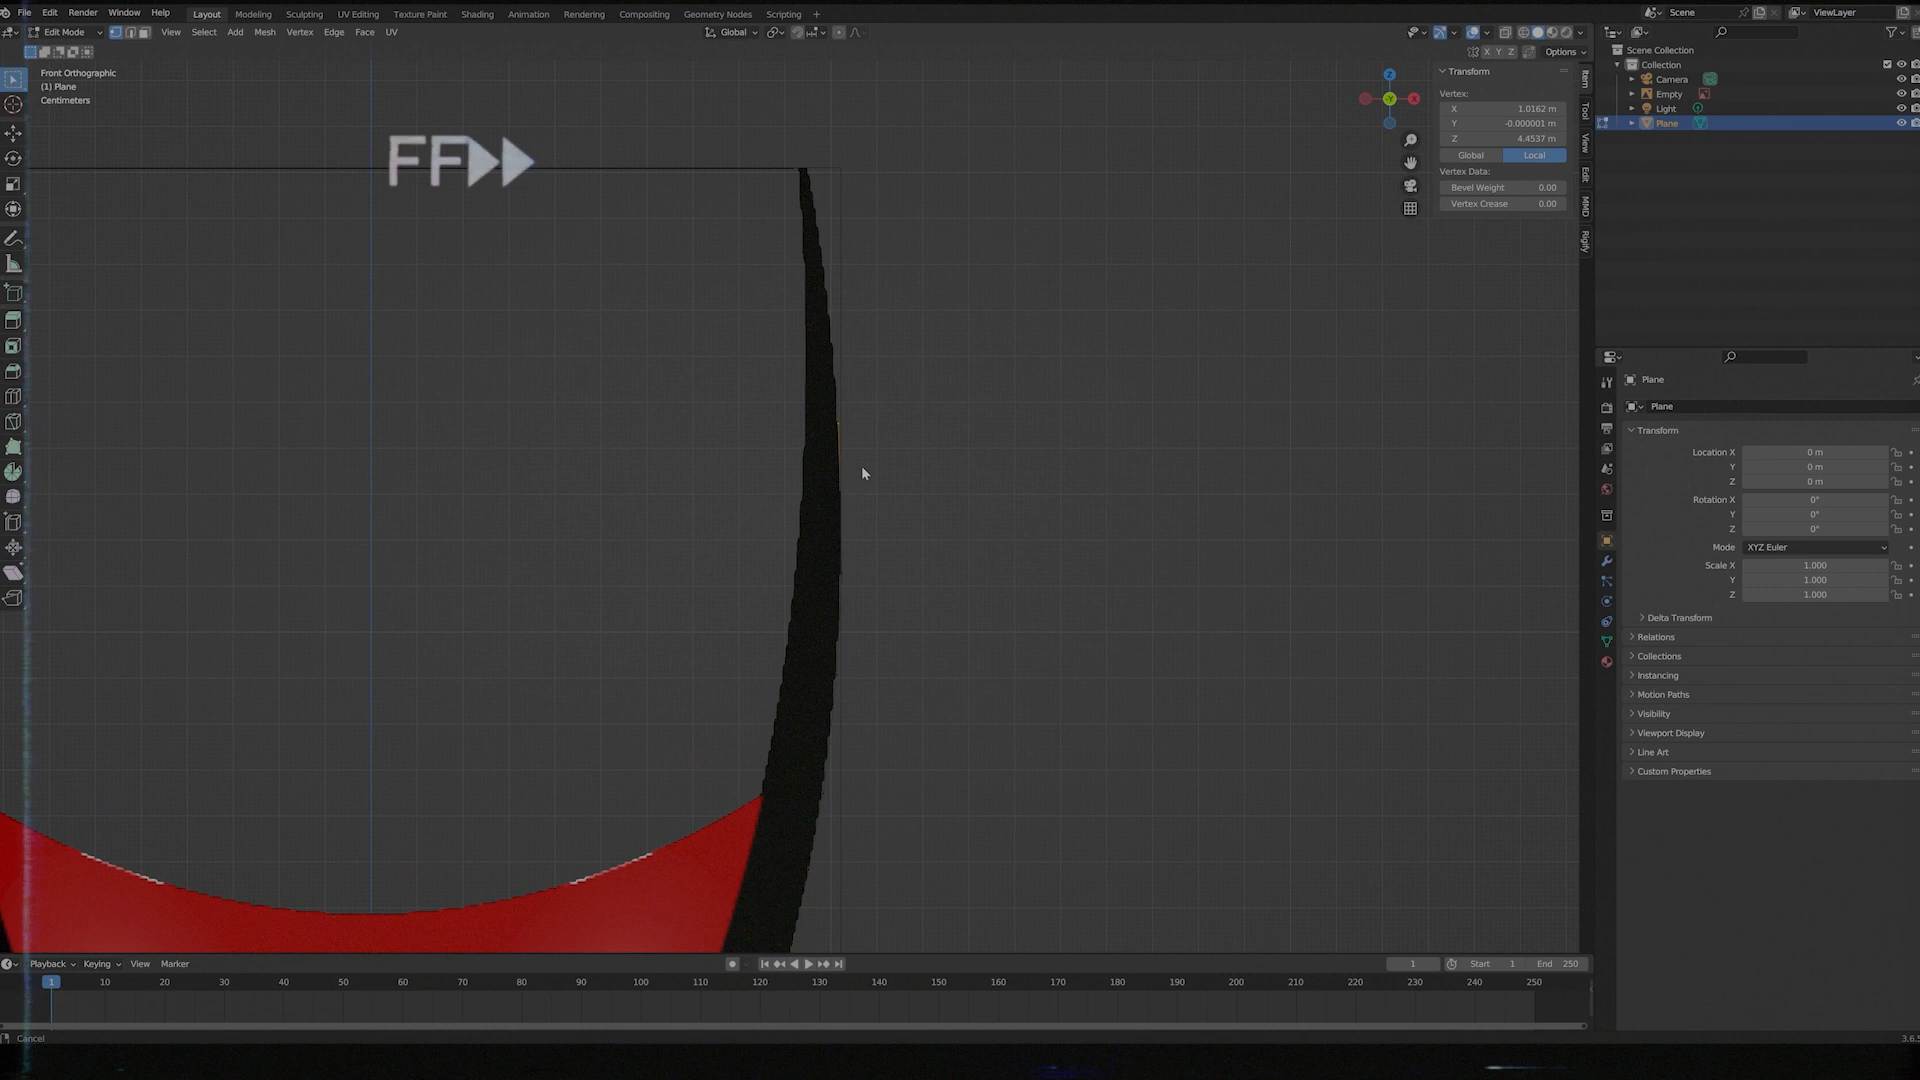 File Edit Render Window Help Layout Modeling Sculpting UV Editing Texture Paint Shading Animation Rendering Compositing Geometry Nodes Scripting + Scene ViewLayer
Edit Mode View Select Add Mesh Vertex Edge Face UV Global
X Y Z Options
Front Orthographic
(1) Plane
Centimeters
FF
Z
Y
X
Transform
Vertex:
X 1.0162 m
Y -0.000001 m
Z 4.4537 m
Global Local
Vertex Data:
Bevel Weight 0.00
Vertex Crease 0.00
Item
Tool
View
Edit
MMD
Rigify
Scene Collection
Collection
Camera
Empty
Light
Plane
Plane
Plane
Transform
Location X 0 m
Y 0 m
Z 0 m
Rotation X 0°
Y 0°
Z 0°
Mode XYZ Euler
Scale X 1.000
Y 1.000
Z 1.000
Delta Transform
Relations
Collections
Instancing
Motion Paths
Visibility
Viewport Display
Line Art
Custom Properties
Playback Keying View Marker 1 Start 1 End 250
1 10 20 30 40 50 60 70 80 90 100 110 120 130 140 150 160 170 180 190 200 210 220 230 240 250
Cancel